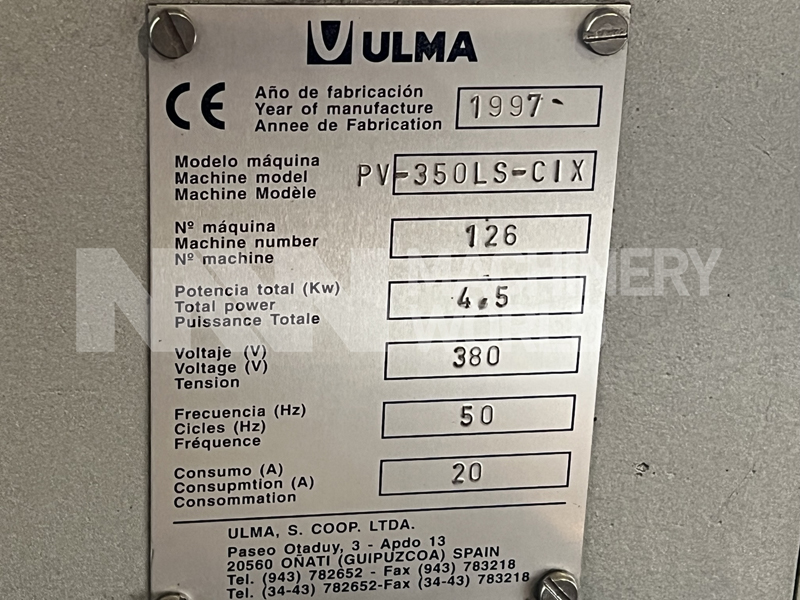 ULMA
CE
Año de fabricación
Year of manufacture
Annee de Fabrication
1997-
Modelo máquina
Machine model
Machine Modèle
PV-350LS-CIX
Nº máquina
Machine number
Nº machine
126
Potencia total (Kw)
Total power
Puissance Totale
4.5
Voltaje (V)
Voltage (V)
Tension
380
Frecuencia (Hz)
Cicles (Hz)
Fréquence
50
Consumo (A)
Consupmtion (A)
Consommation
20
ULMA, S. COOP. LTDA.
Paseo Otaduy, 3 - Apdo 13
20560 OÑATI (GUIPUZCOA) SPAIN
Tel. (943) 782652 - Fax (943) 783218
Tel. (34-43) 782652-Fax (34-43) 783218
MACHINERY